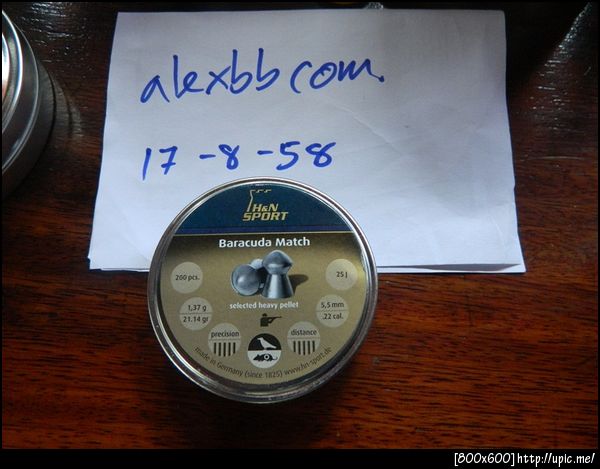 alexbb com.
17-8-58
H&N
SPORT
Baracuda Match
200 pcs.
25 J
selected heavy pellet
1,37 g
21.14 gr
5,5 mm
.22 cal.
precision
distance
made in Germany (since 1825) www.hn-sport.de
[800x600]http://upic.me/